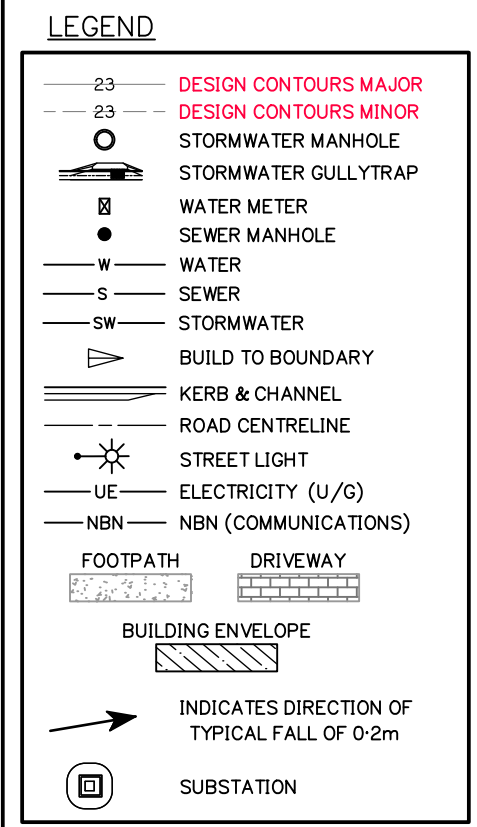 LEGEND
23 DESIGN CONTOURS MAJOR
23 DESIGN CONTOURS MINOR
STORMWATER MANHOLE
STORMWATER GULLYTRAP
WATER METER
SEWER MANHOLE
W WATER
S SEWER
SW STORMWATER
BUILD TO BOUNDARY
KERB & CHANNEL
ROAD CENTRELINE
STREET LIGHT
UE ELECTRICITY (U/G)
NBN NBN (COMMUNICATIONS)
FOOTPATH DRIVEWAY
BUILDING ENVELOPE
INDICATES DIRECTION OF
TYPICAL FALL OF 0·2m
SUBSTATION